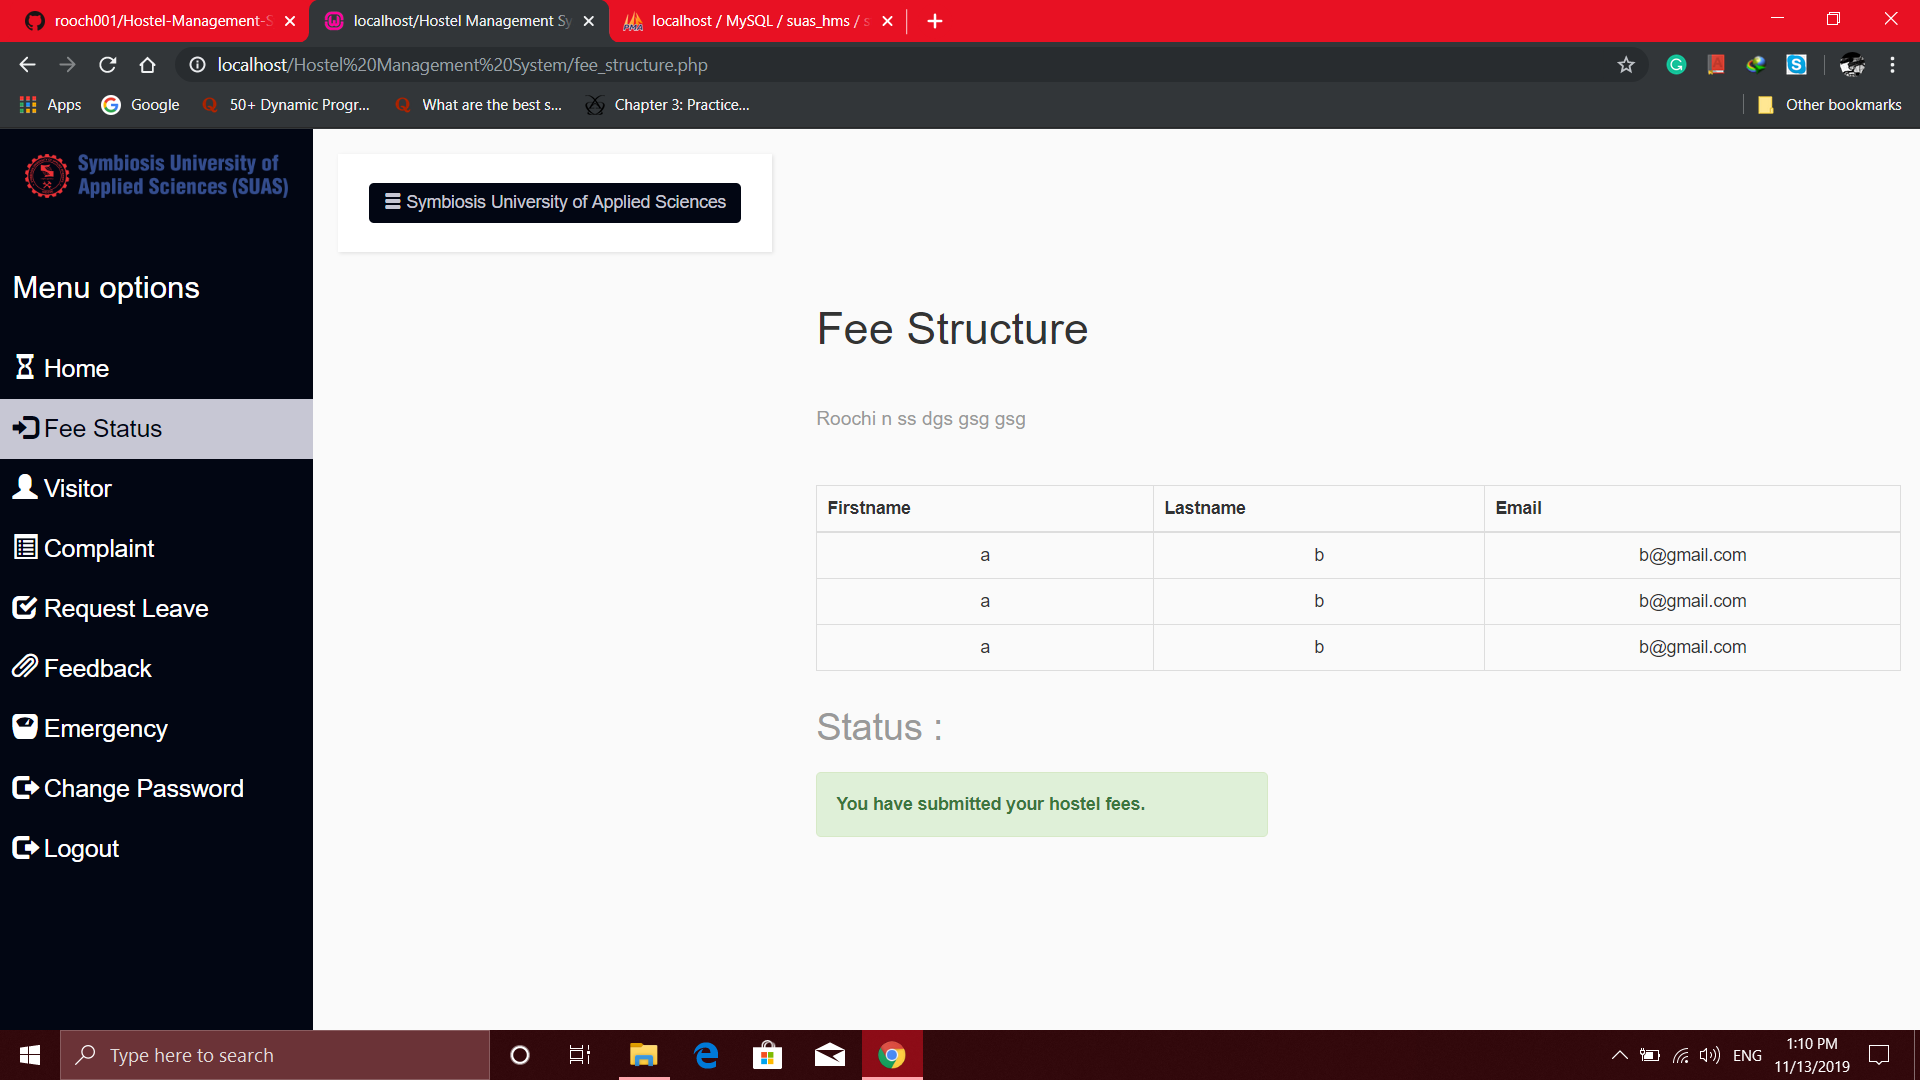 rooch001/Hostel-Management-S
localhost/Hostel Management Sy
localhost / MySQL / suas_hms / s
localhost/Hostel%20Management%20System/fee_structure.php
Apps
Google
50+ Dynamic Progr...
What are the best s...
Chapter 3: Practice...
Other bookmarks
Symbiosis University of
Applied Sciences (SUAS)
Symbiosis University of Applied Sciences
Menu options
Home
Fee Status
Visitor
Complaint
Request Leave
Feedback
Emergency
Change Password
Logout
Fee Structure
Roochi n ss dgs gsg gsg
Firstname Lastname Email
a b b@gmail.com
a b b@gmail.com
a b b@gmail.com
Status :
You have submitted your hostel fees.
Type here to search
ENG
1:10 PM
11/13/2019